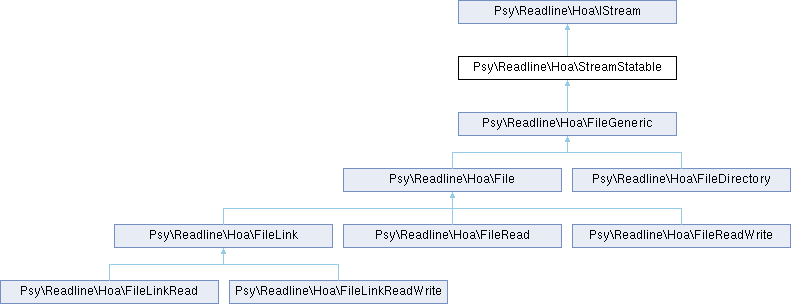 Psy\Readline\Hoa\IStream
Psy\Readline\Hoa\StreamStatable
Psy\Readline\Hoa\FileGeneric
Psy\Readline\Hoa\File
Psy\Readline\Hoa\FileDirectory
Psy\Readline\Hoa\FileLink
Psy\Readline\Hoa\FileRead
Psy\Readline\Hoa\FileReadWrite
Psy\Readline\Hoa\FileLinkRead
Psy\Readline\Hoa\FileLinkReadWrite